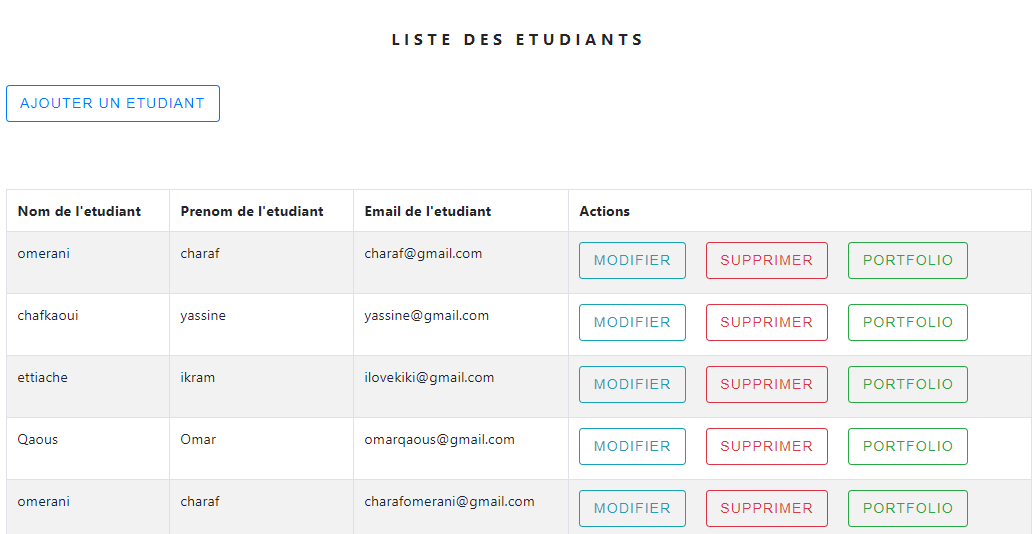 LISTE DES ETUDIANTS
AJOUTER UN ETUDIANT
Nom de l'etudiant Prenom de l'etudiant Email de l'etudiant Actions
omerani charaf charaf@gmail.com MODIFIER SUPPRIMER PORTFOLIO
chafkaoui yassine yassine@gmail.com MODIFIER SUPPRIMER PORTFOLIO
ettiache ikram ilovekiki@gmail.com MODIFIER SUPPRIMER PORTFOLIO
Qaous Omar omarqaous@gmail.com MODIFIER SUPPRIMER PORTFOLIO
omerani charaf charafomerani@gmail.com MODIFIER SUPPRIMER PORTFOLIO